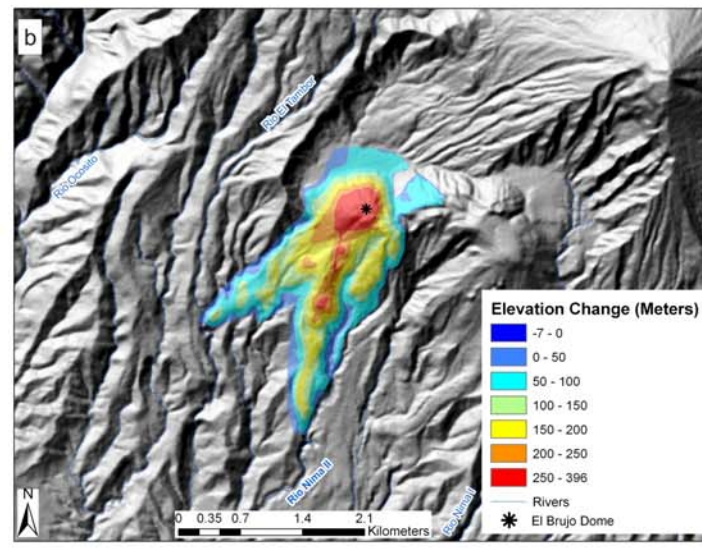 b
Rio El Tambor
Rio Ocosito
Elevation Change (Meters)
-7 - 0
0 - 50
50 - 100
100 - 150
150 - 200
200 - 250
250 - 396
Rivers
El Brujo Dome
Rio Nima II
Rio Nima I
N
0 0.35 0.7 1.4 2.1
Kilometers